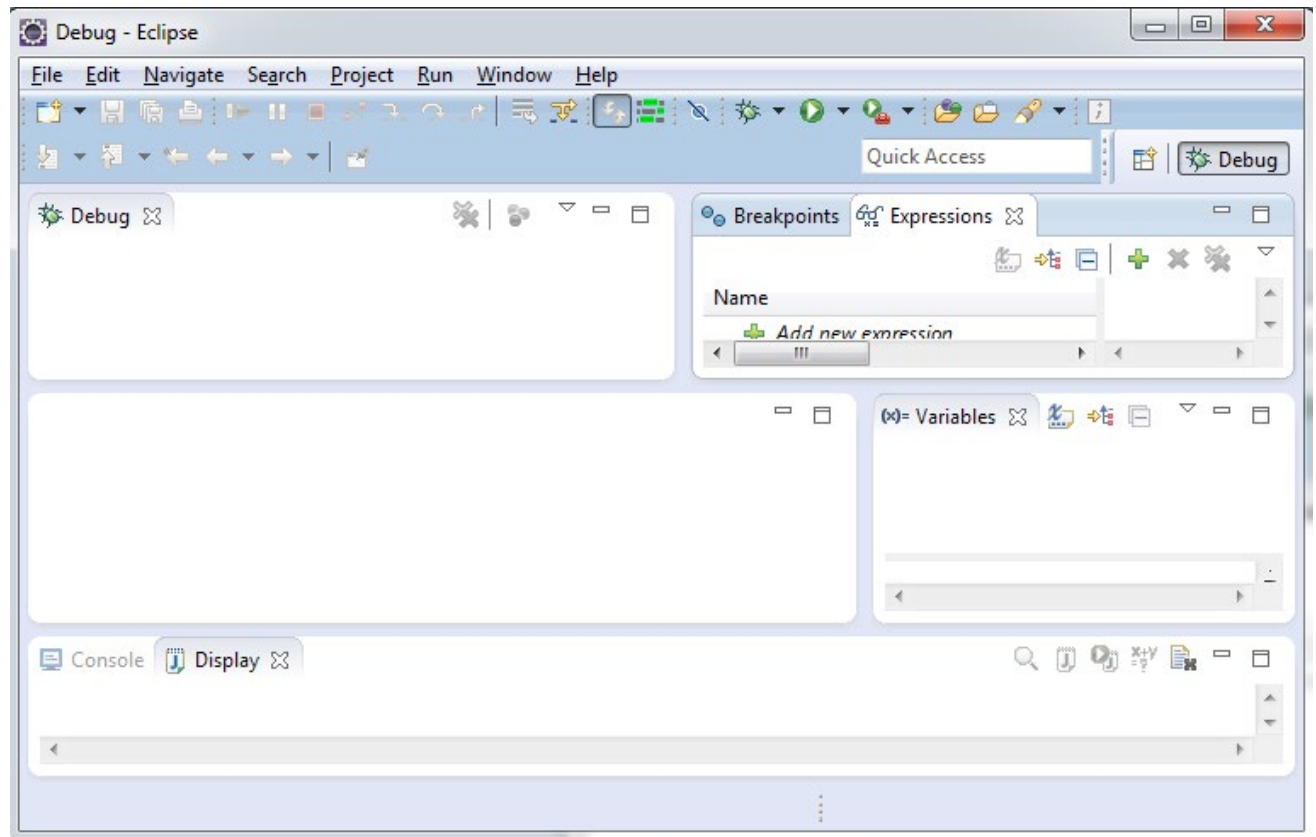 Debug - Eclipse
File Edit Navigate Search Project Run Window Help
Quick Access
Debug
Debug
Breakpoints Expressions
Name
Add new expression
(x)= Variables
Console Display